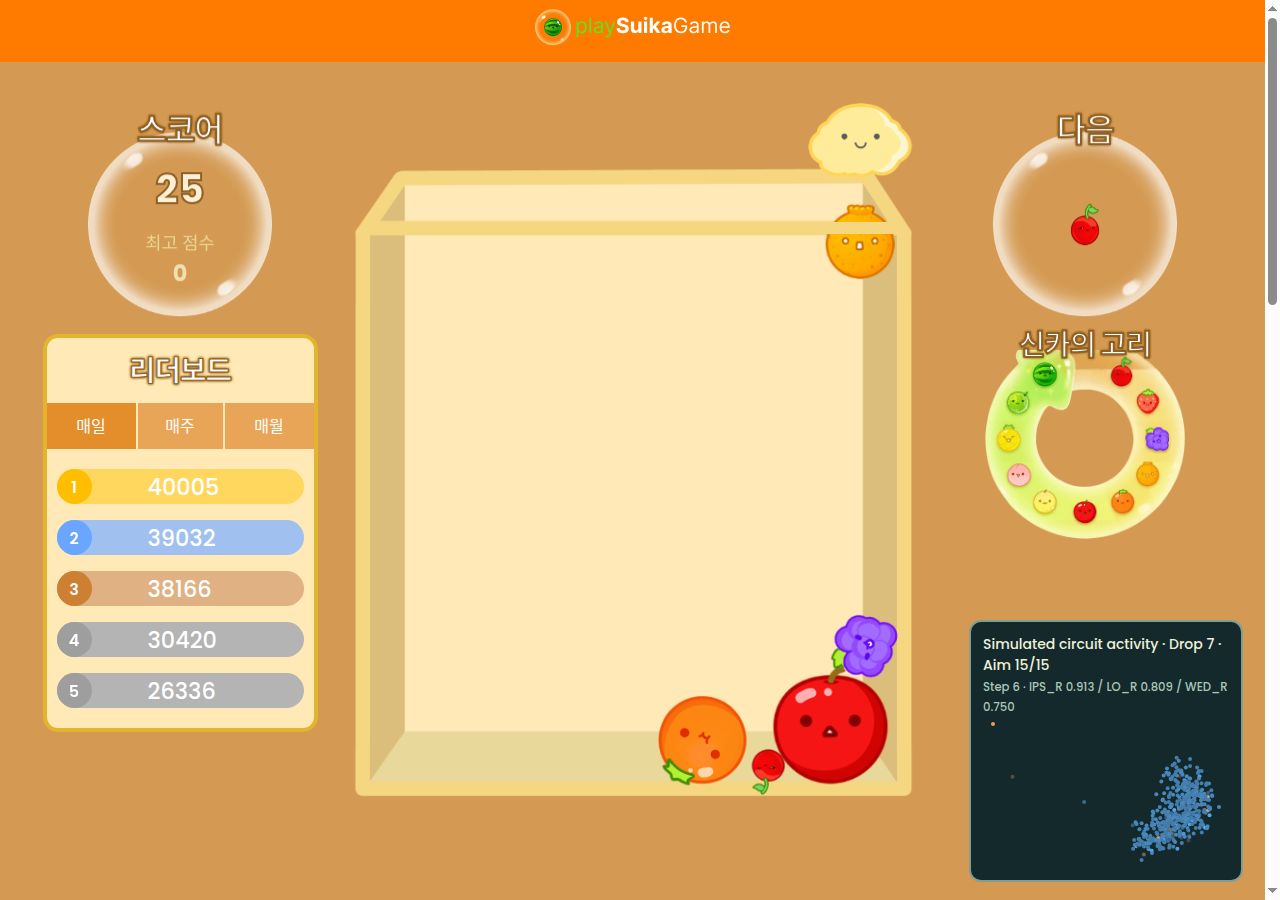 playSuikaGame
스코어
25
최고 점수
0
리더보드
매일 매주 매월
1 40005
2 39032
3 38166
4 30420
5 26336
다음
신카의 고리
Simulated circuit activity · Drop 7 ·
Aim 15/15
Step 6 · IPS_R 0.913 / LO_R 0.809 / WED_R
0.750